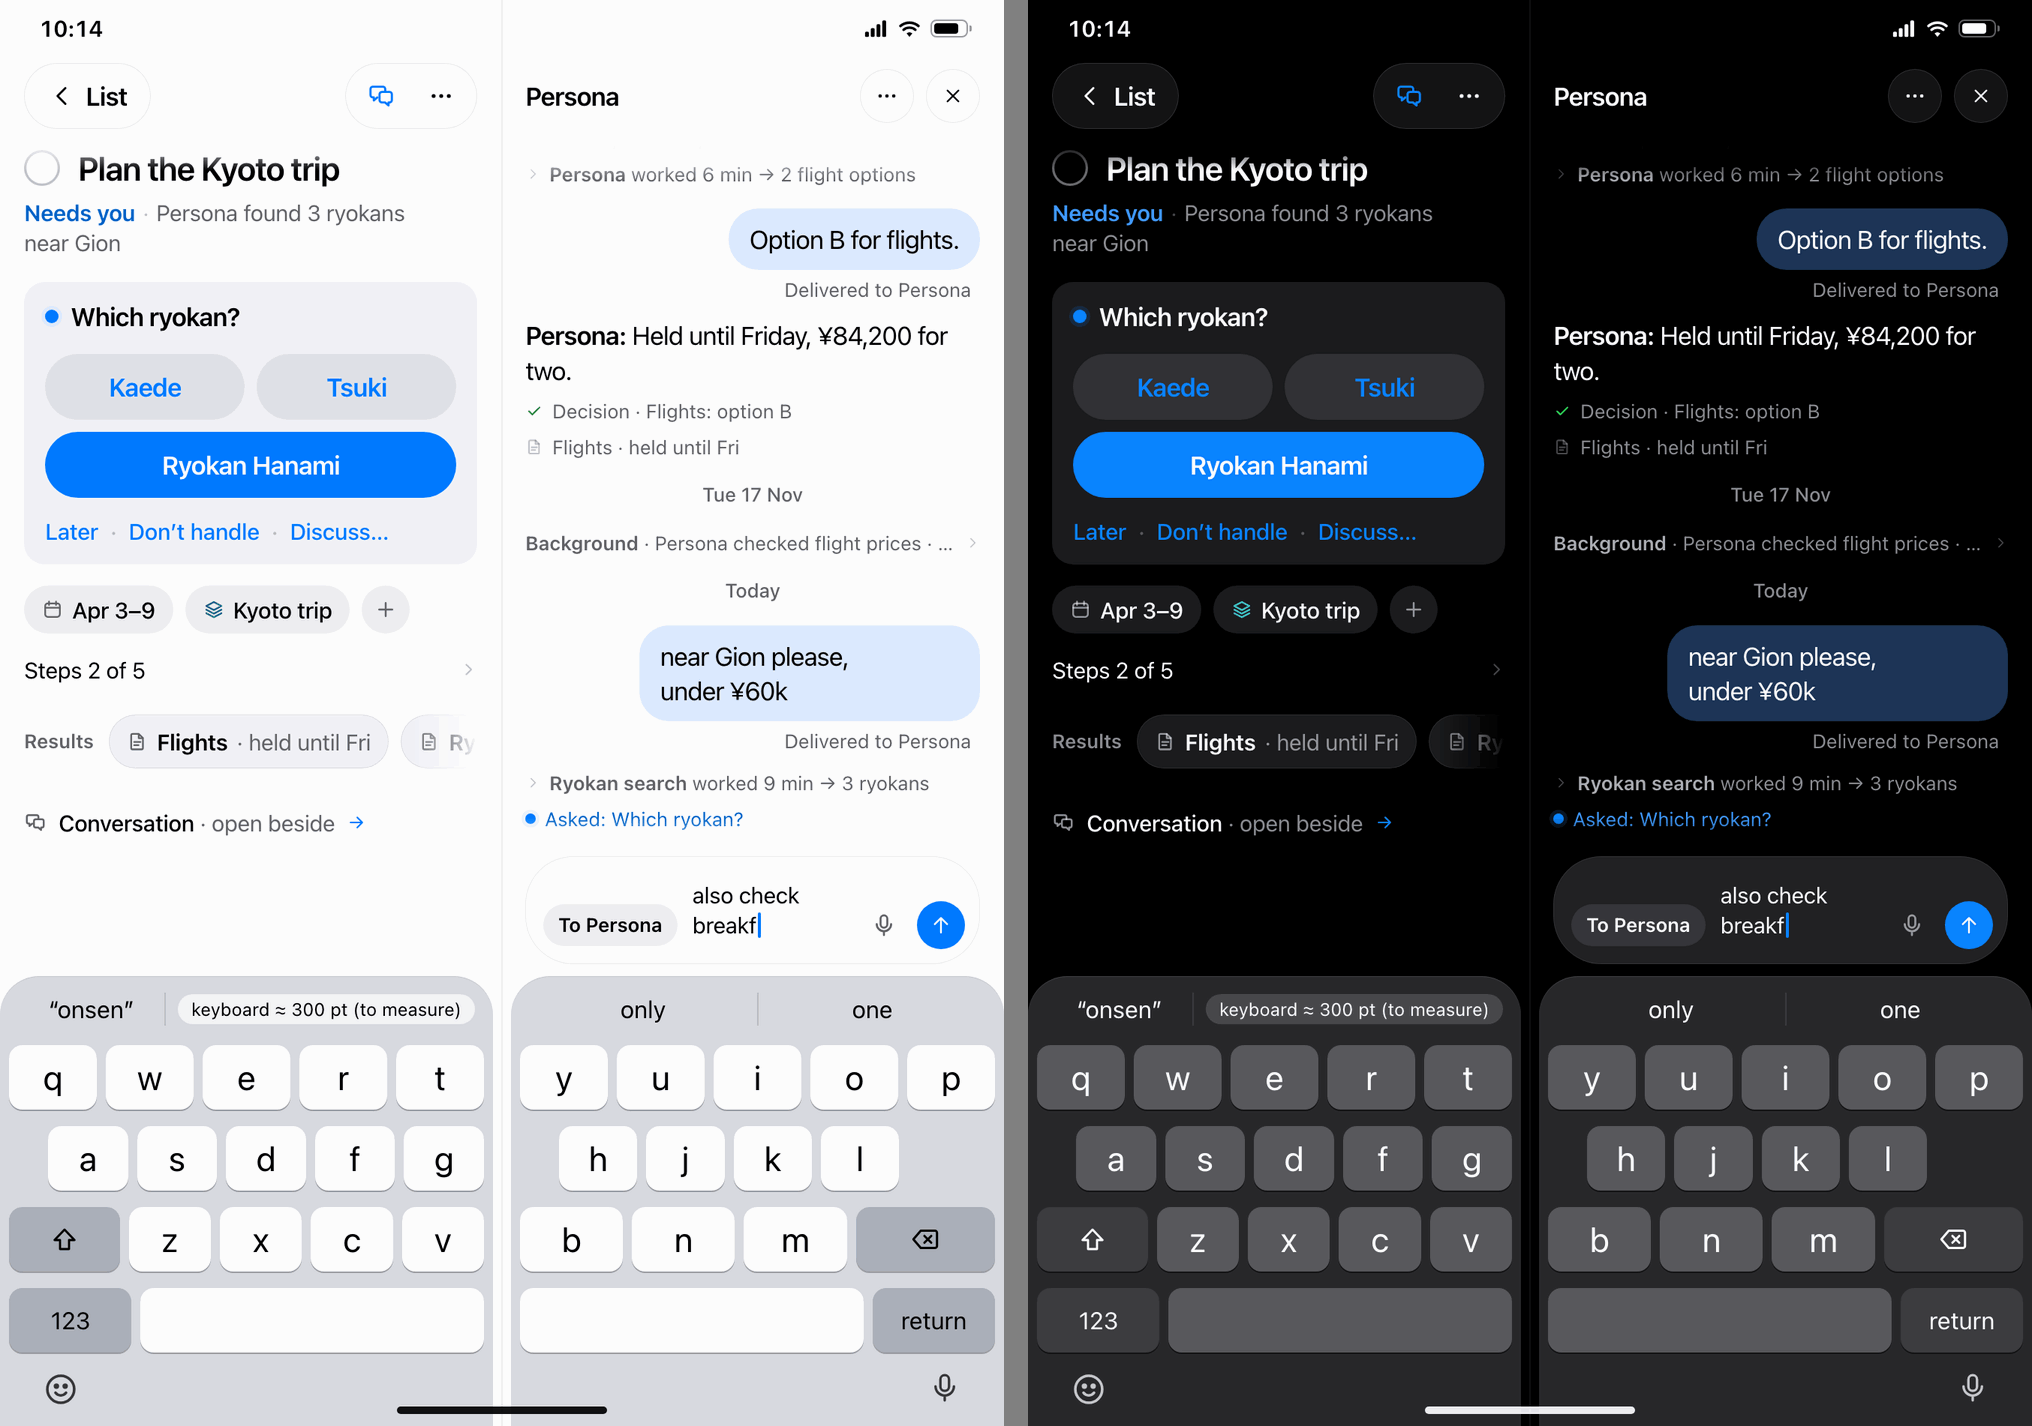 10:14
List
Plan the Kyoto trip
Needs you · Persona found 3 ryokans
near Gion
Which ryokan?
Kaede
Tsuki
Ryokan Hanami
Later · Don’t handle · Discuss...
Apr 3–9
Kyoto trip
Steps 2 of 5
Results
Flights · held until Fri
Ry
Conversation · open beside →
Persona
Persona worked 6 min → 2 flight options
Option B for flights.
Delivered to Persona
Persona: Held until Friday, ¥84,200 for
two.
Decision · Flights: option B
Flights · held until Fri
Tue 17 Nov
Background · Persona checked flight prices · ...
Today
near Gion please,
under ¥60k
Delivered to Persona
Ryokan search worked 9 min → 3 ryokans
Asked: Which ryokan?
To Persona
also check
breakf
“onsen”
keyboard ≈ 300 pt (to measure)
only
one
q w e r t
y u i o p
a s d f g
h j k l
z x c v
b n m
123
return
10:14
List
Plan the Kyoto trip
Needs you · Persona found 3 ryokans
near Gion
Which ryokan?
Kaede
Tsuki
Ryokan Hanami
Later · Don’t handle · Discuss...
Apr 3–9
Kyoto trip
Steps 2 of 5
Results
Flights · held until Fri
Ry
Conversation · open beside →
Persona
Persona worked 6 min → 2 flight options
Option B for flights.
Delivered to Persona
Persona: Held until Friday, ¥84,200 for
two.
Decision · Flights: option B
Flights · held until Fri
Tue 17 Nov
Background · Persona checked flight prices · ...
Today
near Gion please,
under ¥60k
Delivered to Persona
Ryokan search worked 9 min → 3 ryokans
Asked: Which ryokan?
To Persona
also check
breakf
“onsen”
keyboard ≈ 300 pt (to measure)
only
one
q w e r t
y u i o p
a s d f g
h j k l
z x c v
b n m
123
return